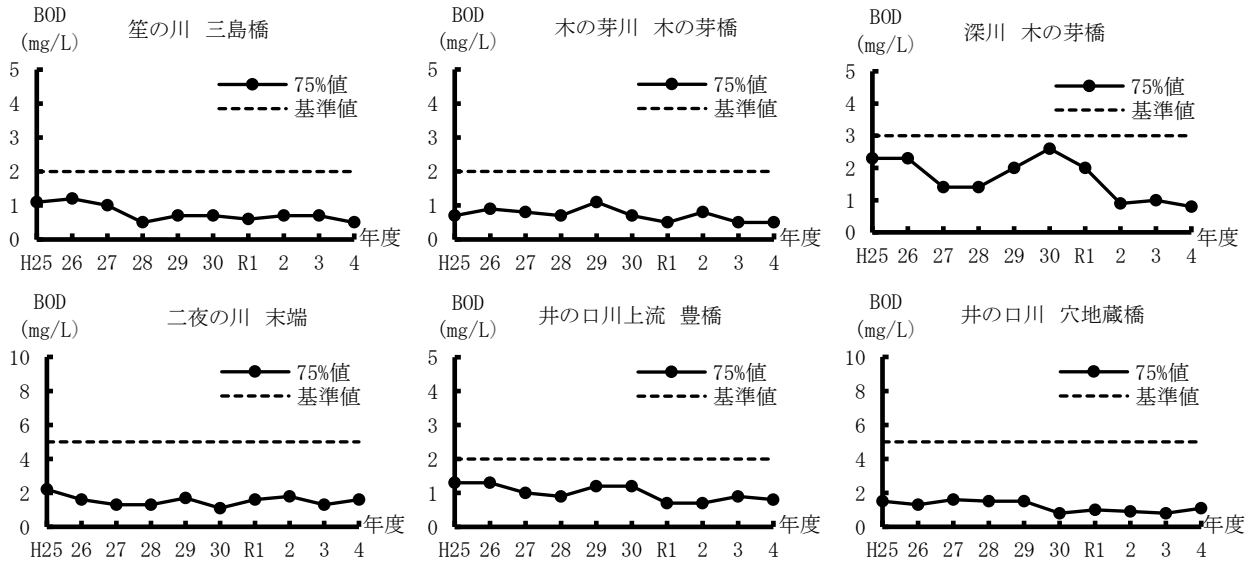 BOD
(mg/L)
笙の川 三島橋
5
4
3
2
1
0
75%値
基準値
H25 26 27 28 29 30 R1 2 3 4
年度
BOD
(mg/L)
木の芽川 木の芽橋
5
4
3
2
1
0
75%値
基準値
H25 26 27 28 29 30 R1 2 3 4
年度
BOD
(mg/L)
深川 木の芽橋
5
4
3
2
1
0
75%値
基準値
H25 26 27 28 29 30 R1 2 3 4
年度
BOD
(mg/L)
二夜の川 末端
10
8
6
4
2
0
75%値
基準値
H25 26 27 28 29 30 R1 2 3 4
年度
BOD
(mg/L)
井の口川上流 豊橋
5
4
3
2
1
0
75%値
基準値
H25 26 27 28 29 30 R1 2 3 4
年度
BOD
(mg/L)
井の口川 穴地蔵橋
10
8
6
4
2
0
75%値
基準値
H25 26 27 28 29 30 R1 2 3 4
年度